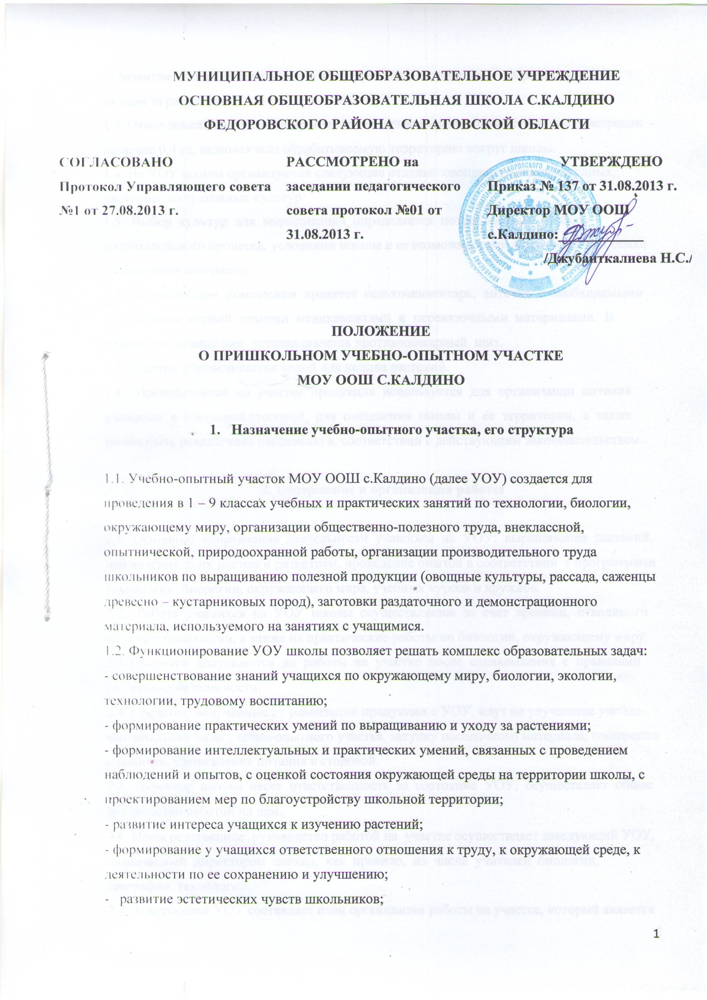 МУНИЦИПАЛЬНОЕ ОБЩЕОБРАЗОВАТЕЛЬНОЕ УЧРЕЖДЕНИЕ
ОСНОВНАЯ ОБЩЕОБРАЗОВАТЕЛЬНАЯ ШКОЛА С.КАЛДИНО
ФЕДОРОВСКОГО РАЙОНА САРАТОВСКОЙ ОБЛАСТИ
СОГЛАСОВАНО
Протокол Управляющего совета
№1 от 27.08.2013 г.
РАССМОТРЕНО на
заседании педагогического
совета протокол №01 от
31.08.2013 г.
УТВЕРЖДЕНО
Приказ № 137 от 31.08.2013 г.
Директор МОУ ООШ
с.Калдино:____________
/Джубанткалиева Н.С./
ПОЛОЖЕНИЕ
О ПРИШКОЛЬНОМ УЧЕБНО-ОПЫТНОМ УЧАСТКЕ
МОУ ООШ С.КАЛДИНО
1. Назначение учебно-опытного участка, его структура
1.1. Учебно-опытный участок МОУ ООШ с.Калдино (далее УОУ) создается для
проведения в 1 – 9 классах учебных и практических занятий по технологии, биологии,
окружающему миру, организации общественно-полезного труда, внеклассной,
опытнической, природоохранной работы, организации производительного труда
школьников по выращиванию полезной продукции (овощные культуры, рассада, саженцы
древесно – кустарниковых пород), заготовки раздаточного и демонстрационного
материала, используемого на занятиях с учащимися.
1.2. Функционирование УОУ школы позволяет решать комплекс образовательных задач:
- совершенствование знаний учащихся по окружающему миру, биологии, экологии,
технологии, трудовому воспитанию;
- формирование практических умений по выращиванию и уходу за растениями;
- формирование интеллектуальных и практических умений, связанных с проведением
наблюдений и опытов, с оценкой состояния окружающей среды на территории школы, с
проектированием мер по благоустройству школьной территории;
- развитие интереса учащихся к изучению растений;
- формирование у учащихся ответственного отношения к труду, к окружающей среде, к
деятельности по ее сохранению и улучшению;
- развитие эстетических чувств школьников;
1